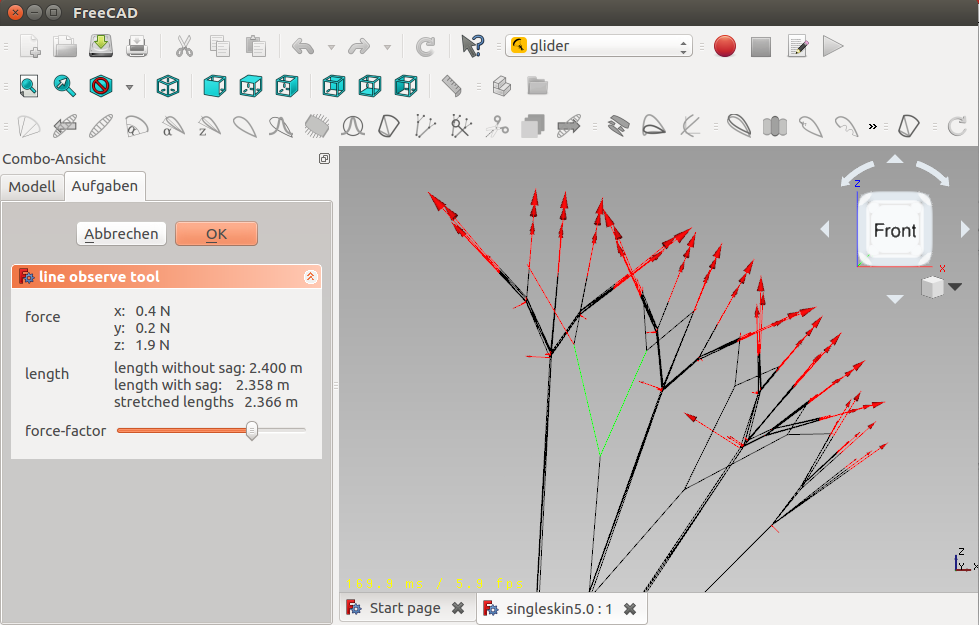 FreeCAD
glider
α
z
Combo-Ansicht
Modell
Aufgaben
Abbrechen
OK
line observe tool
force
x: 0.4 N
y: 0.2 N
z: 1.9 N
length
length without sag: 2.400 m
length with sag: 2.358 m
stretched lengths 2.366 m
force-factor
z
Front
x
z
Y
x
169.9 ms / 5.9 fps
Start page
singleskin5.0 : 1